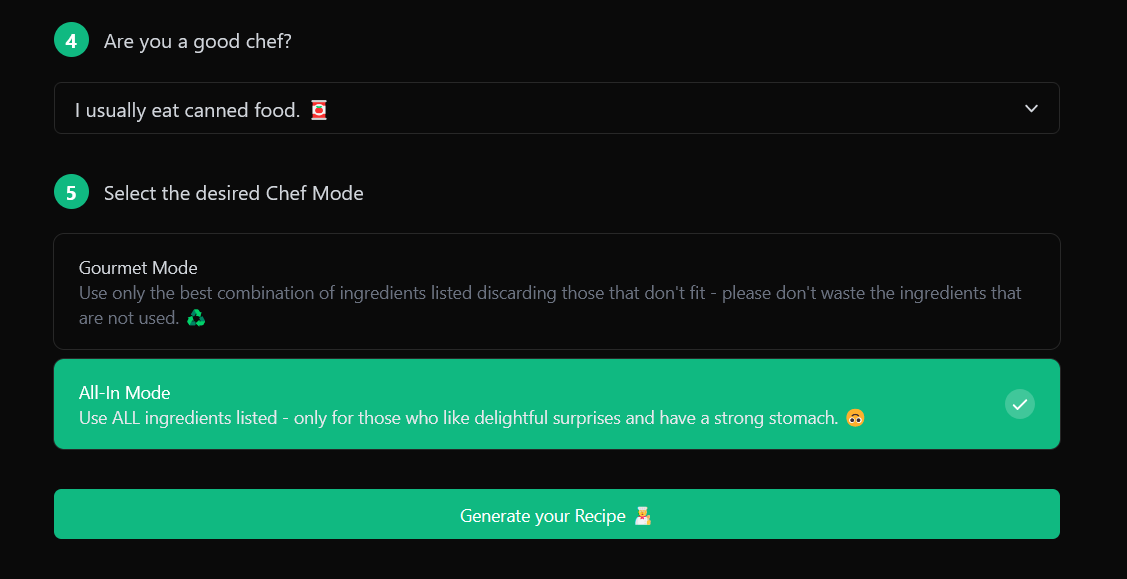 4 Are you a good chef?
I usually eat canned food. 🥫
5 Select the desired Chef Mode
Gourmet Mode
Use only the best combination of ingredients listed discarding those that don't fit - please don't waste the ingredients that
are not used. ♻️
All-In Mode
Use ALL ingredients listed - only for those who like delightful surprises and have a strong stomach. 🙃
Generate your Recipe 👨‍🍳